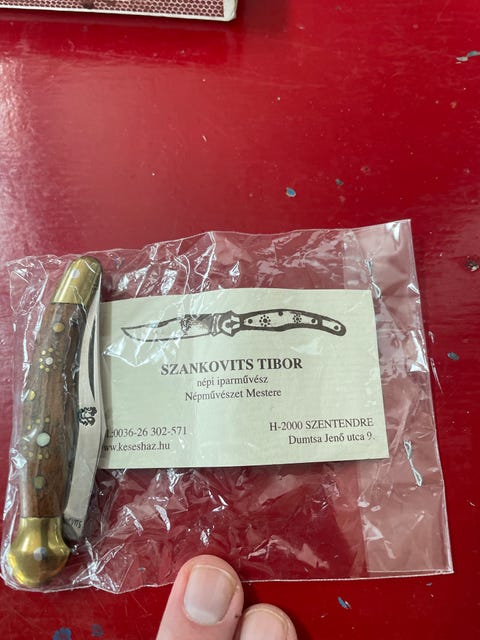 SZANKOVITS TIBOR
népi iparművész
Népművészet Mestere
.:0036-26 302-571
www.keseshaz.hu
H-2000 SZENTENDRE
Dumtsa Jenő utca 9.